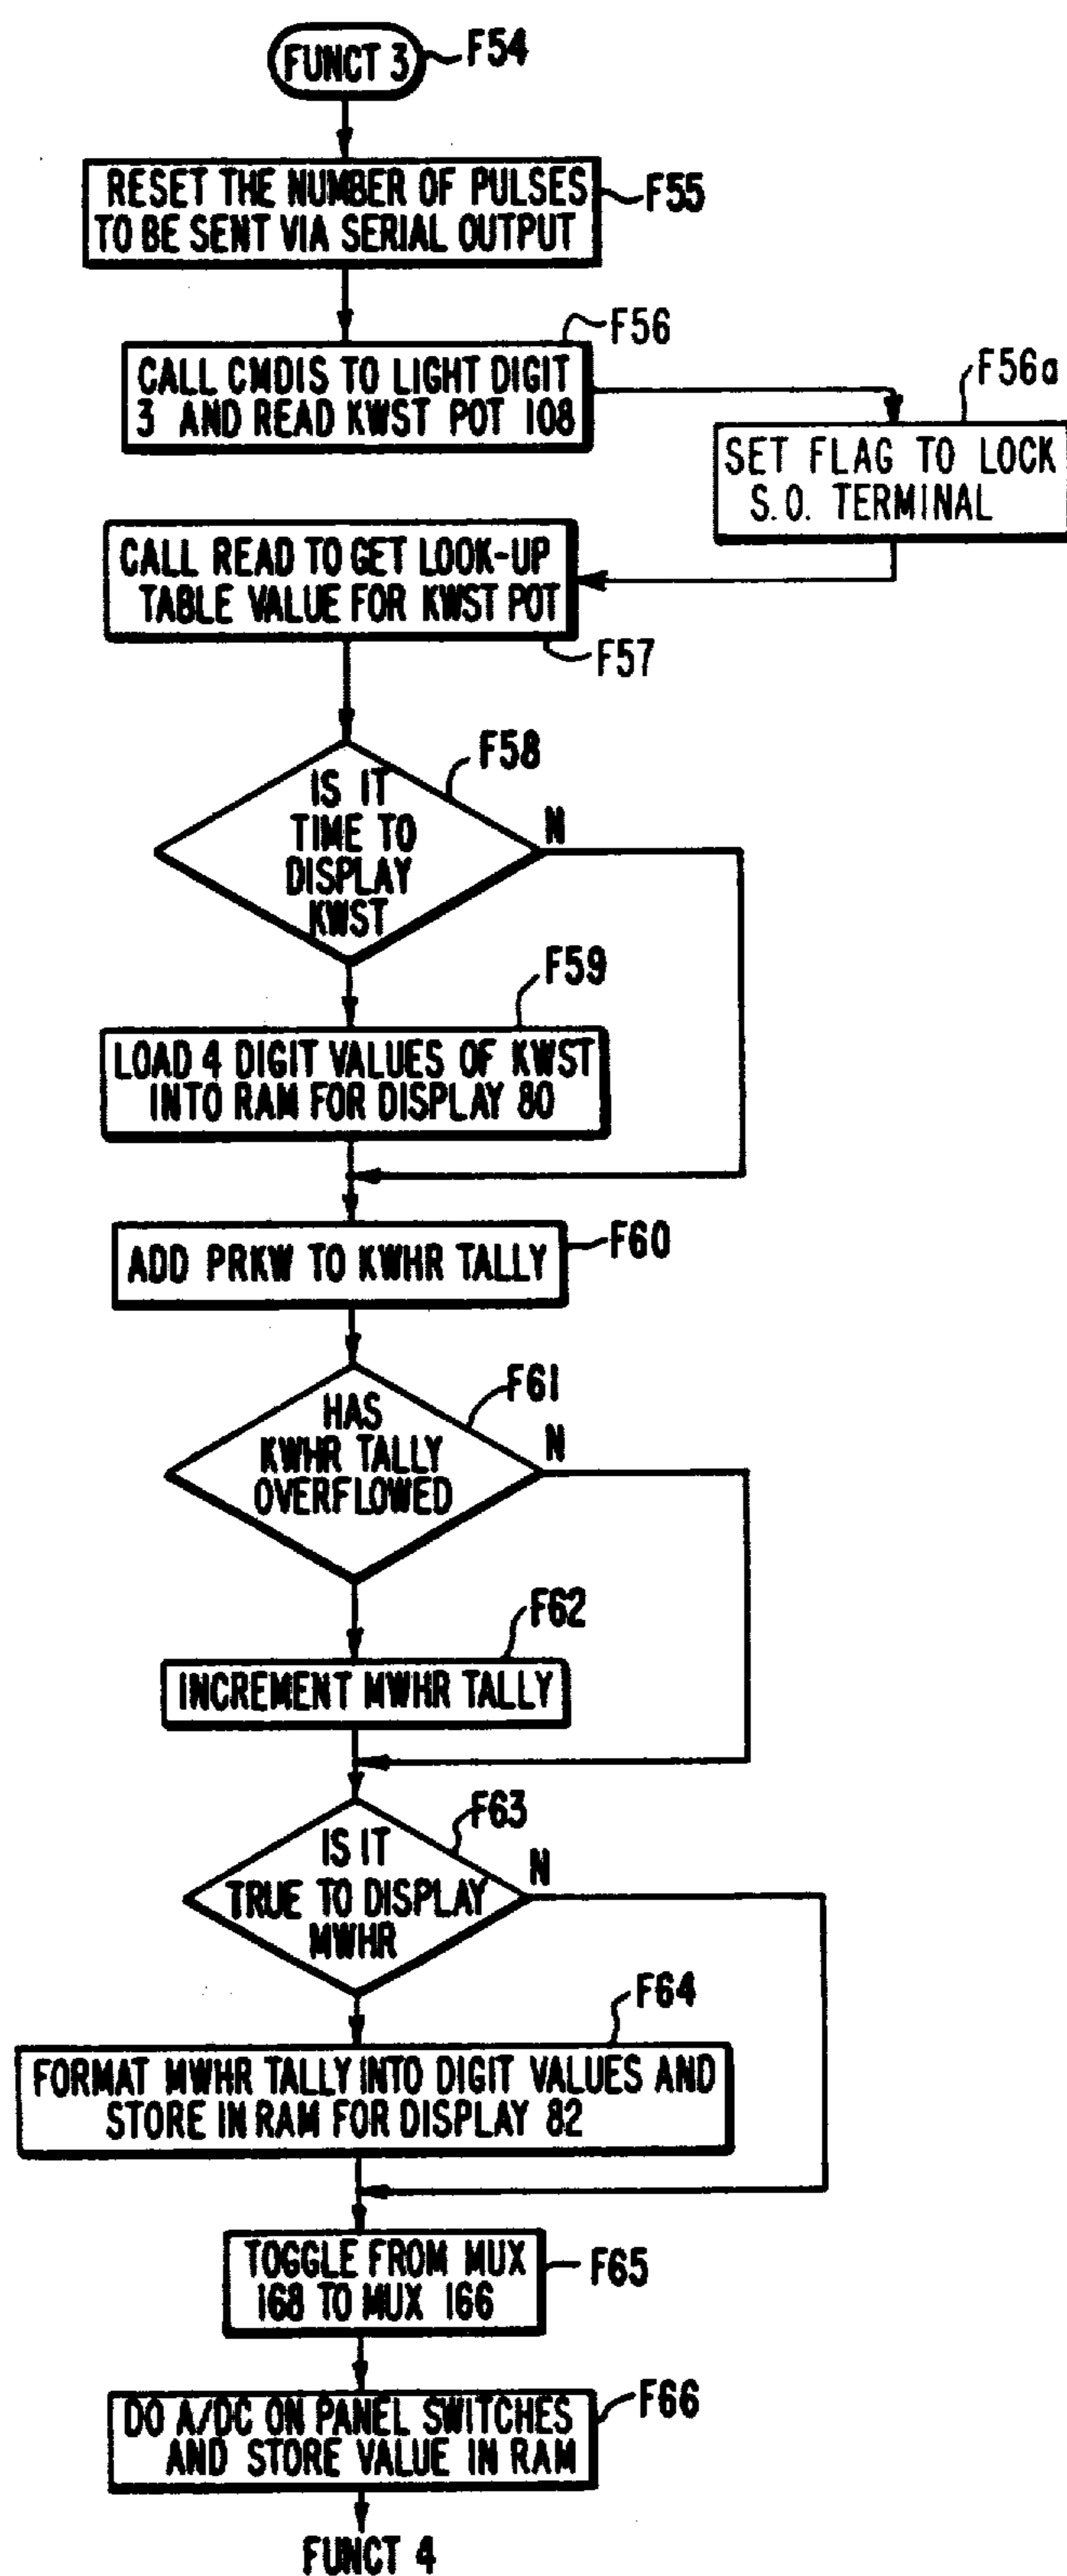 FUNCT 3
F54
RESET THE NUMBER OF PULSES
TO BE SENT VIA SERIAL OUTPUT
F55
F56
CALL CMDIS TO LIGHT DIGIT
3 AND READ KWST POT 108
F56a
SET FLAG TO LOCK
S.O. TERMINAL
CALL READ TO GET LOOK-UP
TABLE VALUE FOR KWST POT
F57
F58
IS IT
TIME TO
DISPLAY
KWST
N
F59
LOAD 4 DIGIT VALUES OF KWST
INTO RAM FOR DISPLAY 80
ADD PRKW TO KWHR TALLY
F60
F61
HAS
KWHR TALLY
OVERFLOWED
N
F62
INCREMENT MWHR TALLY
F63
IS IT
TRUE TO DISPLAY
MWHR
N
F64
FORMAT MWHR TALLY INTO DIGIT VALUES AND
STORE IN RAM FOR DISPLAY 82
TOGGLE FROM MUX
168 TO MUX 166
F65
DO A/DC ON PANEL SWITCHES
AND STORE VALUE IN RAM
F66
FUNCT 4